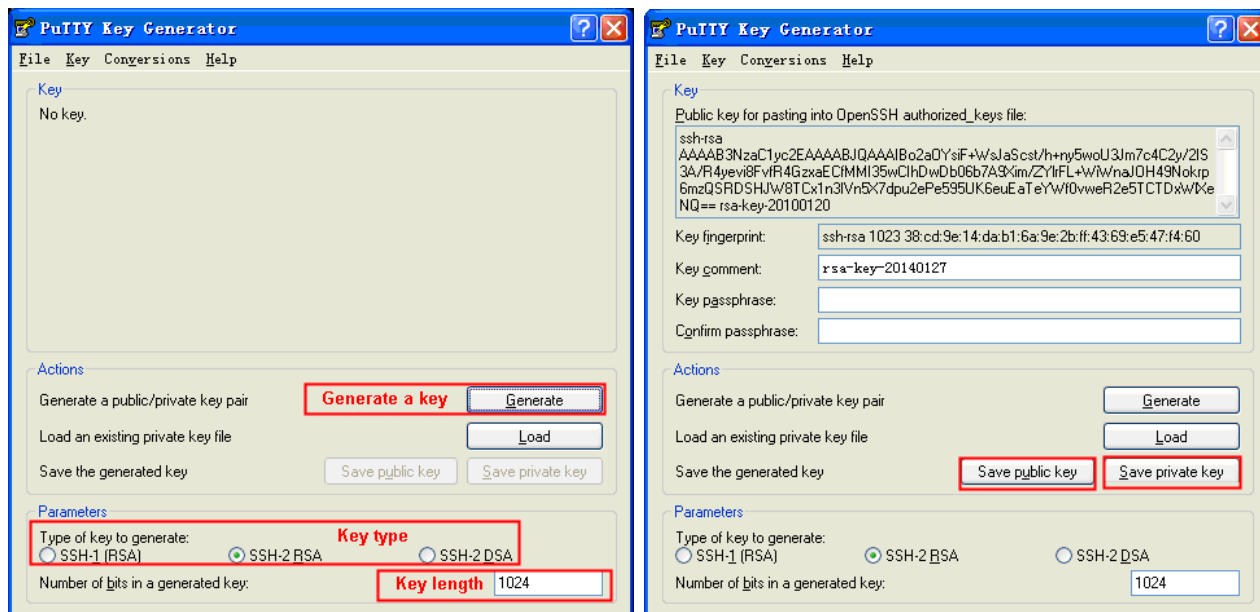 PuTTY Key Generator
File Key Conversions Help
Key
No key.
Actions
Generate a public/private key pair
Generate a key
Generate
Load an existing private key file
Load
Save the generated key
Save public key
Save private key
Parameters
Type of key to generate:
Key type
SSH-1 (RSA)
SSH-2 RSA
SSH-2 DSA
Number of bits in a generated key:
Key length
1024
PuTTY Key Generator
File Key Conversions Help
Key
Public key for pasting into OpenSSH authorized_keys file:
ssh-rsa
NQ== rsa-key-20100120
Key fingerprint:
ssh-rsa 1023 38:cd:9e:14:da:b1:6a:9e:2b:ff:43:69:e5:47:f4:60
Key comment:
rsa-key-20140127
Key passphrase:
Confirm passphrase:
Actions
Generate a public/private key pair
Generate
Load an existing private key file
Load
Save the generated key
Save public key
Save private key
Parameters
Type of key to generate:
SSH-1 (RSA)
SSH-2 RSA
SSH-2 DSA
Number of bits in a generated key:
1024